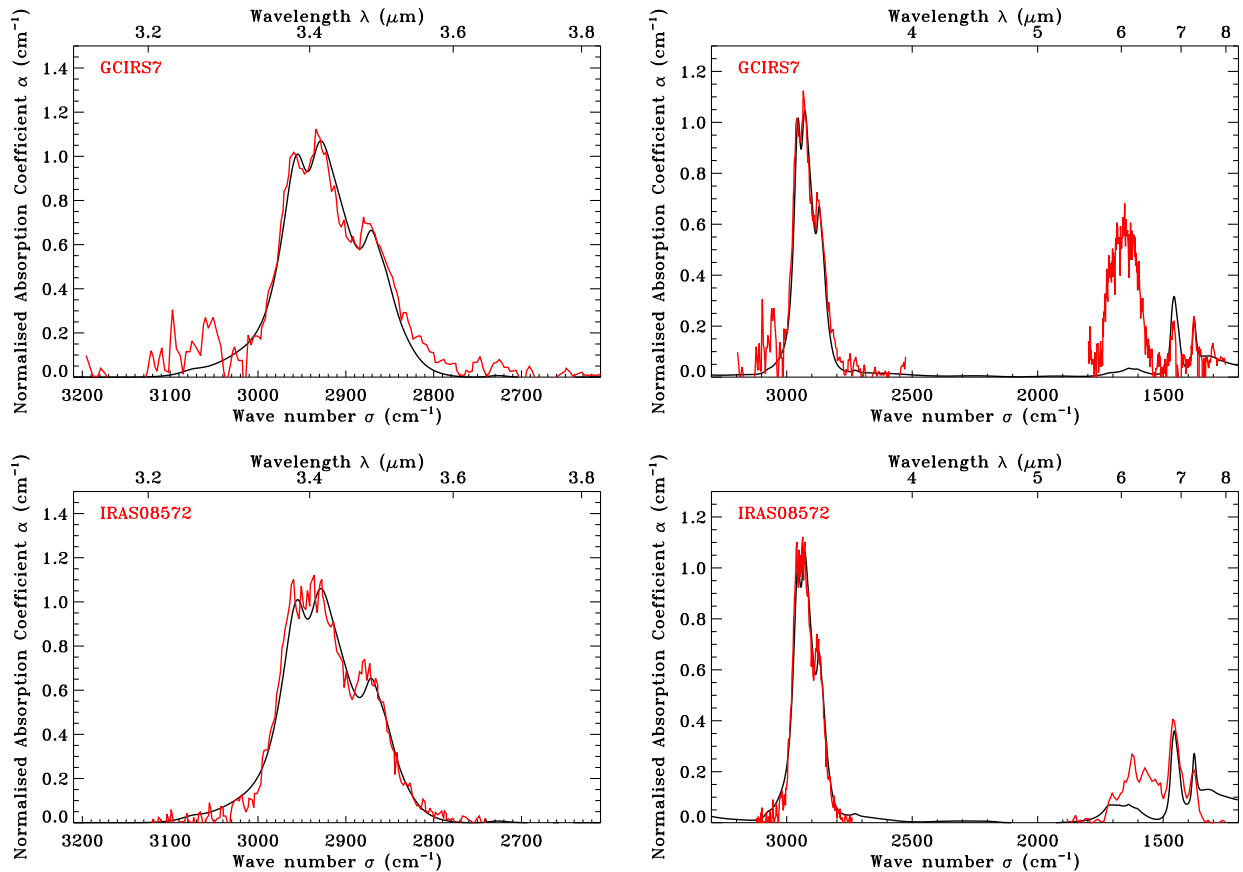 Wavelength λ (μm)
3.2 3.4 3.6 3.8
Normalised Absorption Coefficient α (cm⁻¹)
GCIRS7
1.4
1.2
1.0
0.8
0.6
0.4
0.2
0.0
3200 3100 3000 2900 2800 2700
Wave number σ (cm⁻¹)
Wavelength λ (μm)
4 5 6 7 8
Normalised Absorption Coefficient α (cm⁻¹)
GCIRS7
1.2
1.0
0.8
0.6
0.4
0.2
0.0
3000 2500 2000 1500
Wave number σ (cm⁻¹)
Wavelength λ (μm)
3.2 3.4 3.6 3.8
Normalised Absorption Coefficient α (cm⁻¹)
IRAS08572
1.4
1.2
1.0
0.8
0.6
0.4
0.2
0.0
3200 3100 3000 2900 2800 2700
Wave number σ (cm⁻¹)
Wavelength λ (μm)
4 5 6 7 8
Normalised Absorption Coefficient α (cm⁻¹)
IRAS08572
1.2
1.0
0.8
0.6
0.4
0.2
0.0
3000 2500 2000 1500
Wave number σ (cm⁻¹)